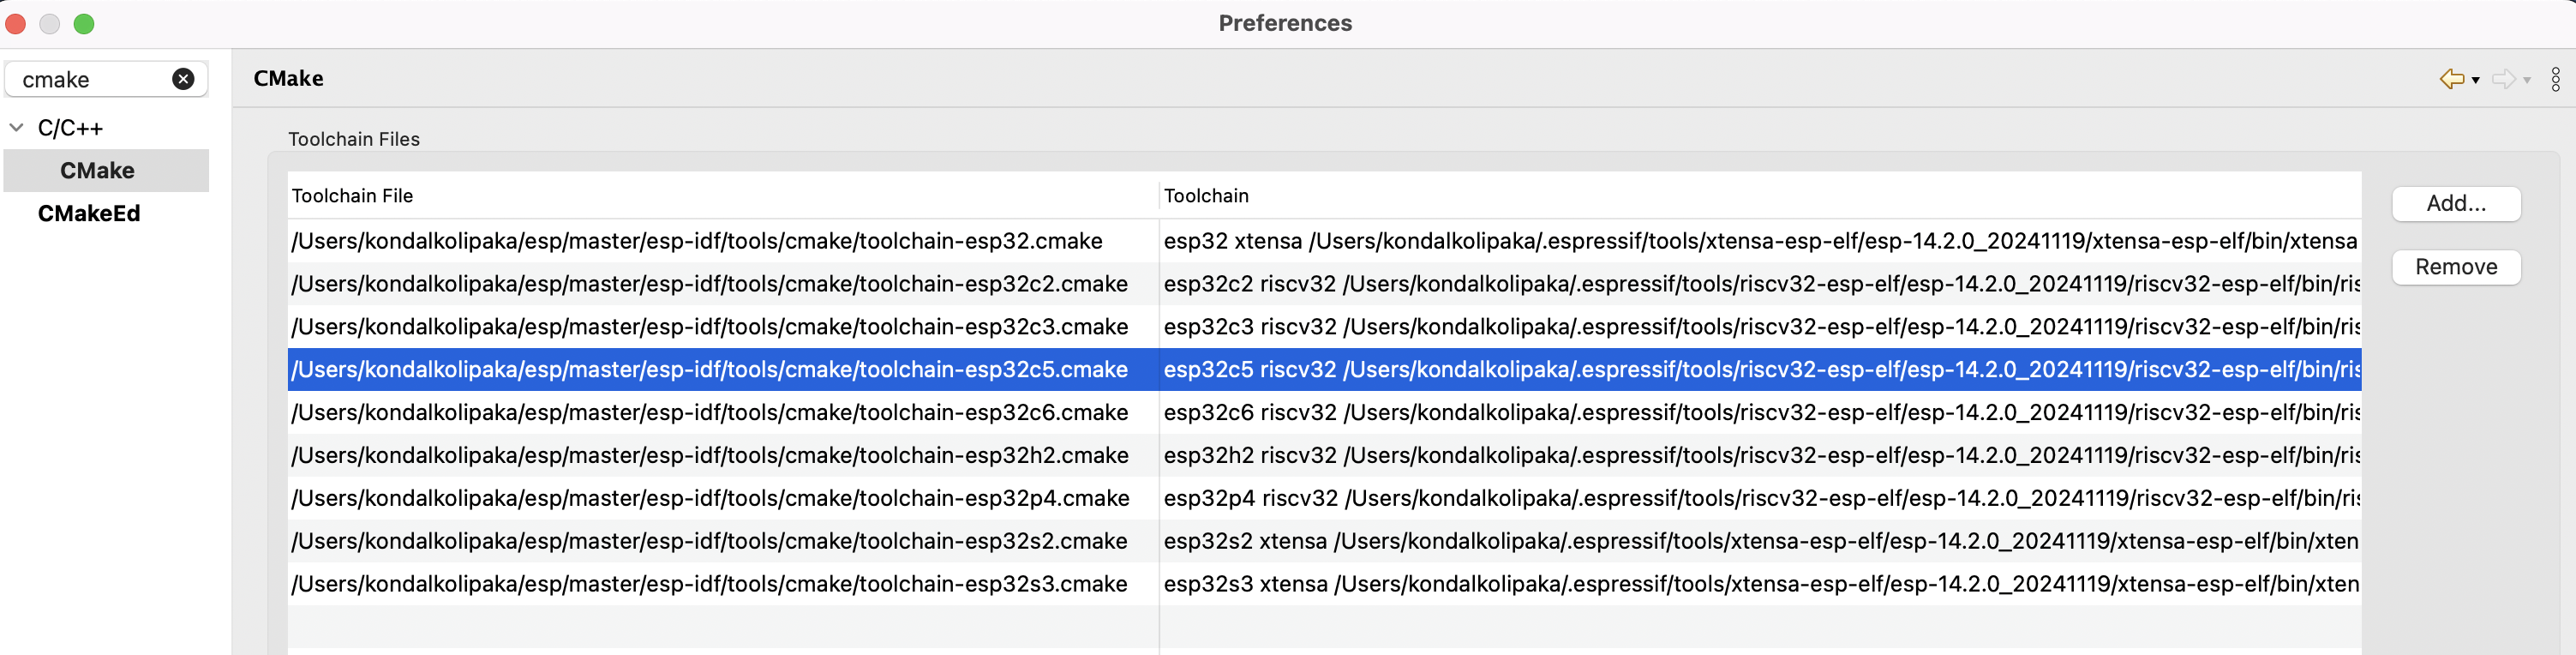 Preferences
cmake
CMake
C/C++
CMake
CMakeEd
Toolchain Files
Toolchain File Toolchain
/Users/kondalkolipaka/esp/master/esp-idf/tools/cmake/toolchain-esp32.cmake esp32 xtensa /Users/kondalkolipaka/.espressif/tools/xtensa-esp-elf/esp-14.2.0_20241119/xtensa-esp-elf/bin/xtensa
/Users/kondalkolipaka/esp/master/esp-idf/tools/cmake/toolchain-esp32c2.cmake esp32c2 riscv32 /Users/kondalkolipaka/.espressif/tools/riscv32-esp-elf/esp-14.2.0_20241119/riscv32-esp-elf/bin/ris
/Users/kondalkolipaka/esp/master/esp-idf/tools/cmake/toolchain-esp32c3.cmake esp32c3 riscv32 /Users/kondalkolipaka/.espressif/tools/riscv32-esp-elf/esp-14.2.0_20241119/riscv32-esp-elf/bin/ris
/Users/kondalkolipaka/esp/master/esp-idf/tools/cmake/toolchain-esp32c5.cmake esp32c5 riscv32 /Users/kondalkolipaka/.espressif/tools/riscv32-esp-elf/esp-14.2.0_20241119/riscv32-esp-elf/bin/ris
/Users/kondalkolipaka/esp/master/esp-idf/tools/cmake/toolchain-esp32c6.cmake esp32c6 riscv32 /Users/kondalkolipaka/.espressif/tools/riscv32-esp-elf/esp-14.2.0_20241119/riscv32-esp-elf/bin/ris
/Users/kondalkolipaka/esp/master/esp-idf/tools/cmake/toolchain-esp32h2.cmake esp32h2 riscv32 /Users/kondalkolipaka/.espressif/tools/riscv32-esp-elf/esp-14.2.0_20241119/riscv32-esp-elf/bin/ris
/Users/kondalkolipaka/esp/master/esp-idf/tools/cmake/toolchain-esp32p4.cmake esp32p4 riscv32 /Users/kondalkolipaka/.espressif/tools/riscv32-esp-elf/esp-14.2.0_20241119/riscv32-esp-elf/bin/ris
/Users/kondalkolipaka/esp/master/esp-idf/tools/cmake/toolchain-esp32s2.cmake esp32s2 xtensa /Users/kondalkolipaka/.espressif/tools/xtensa-esp-elf/esp-14.2.0_20241119/xtensa-esp-elf/bin/xten
/Users/kondalkolipaka/esp/master/esp-idf/tools/cmake/toolchain-esp32s3.cmake esp32s3 xtensa /Users/kondalkolipaka/.espressif/tools/xtensa-esp-elf/esp-14.2.0_20241119/xtensa-esp-elf/bin/xten
Add...
Remove